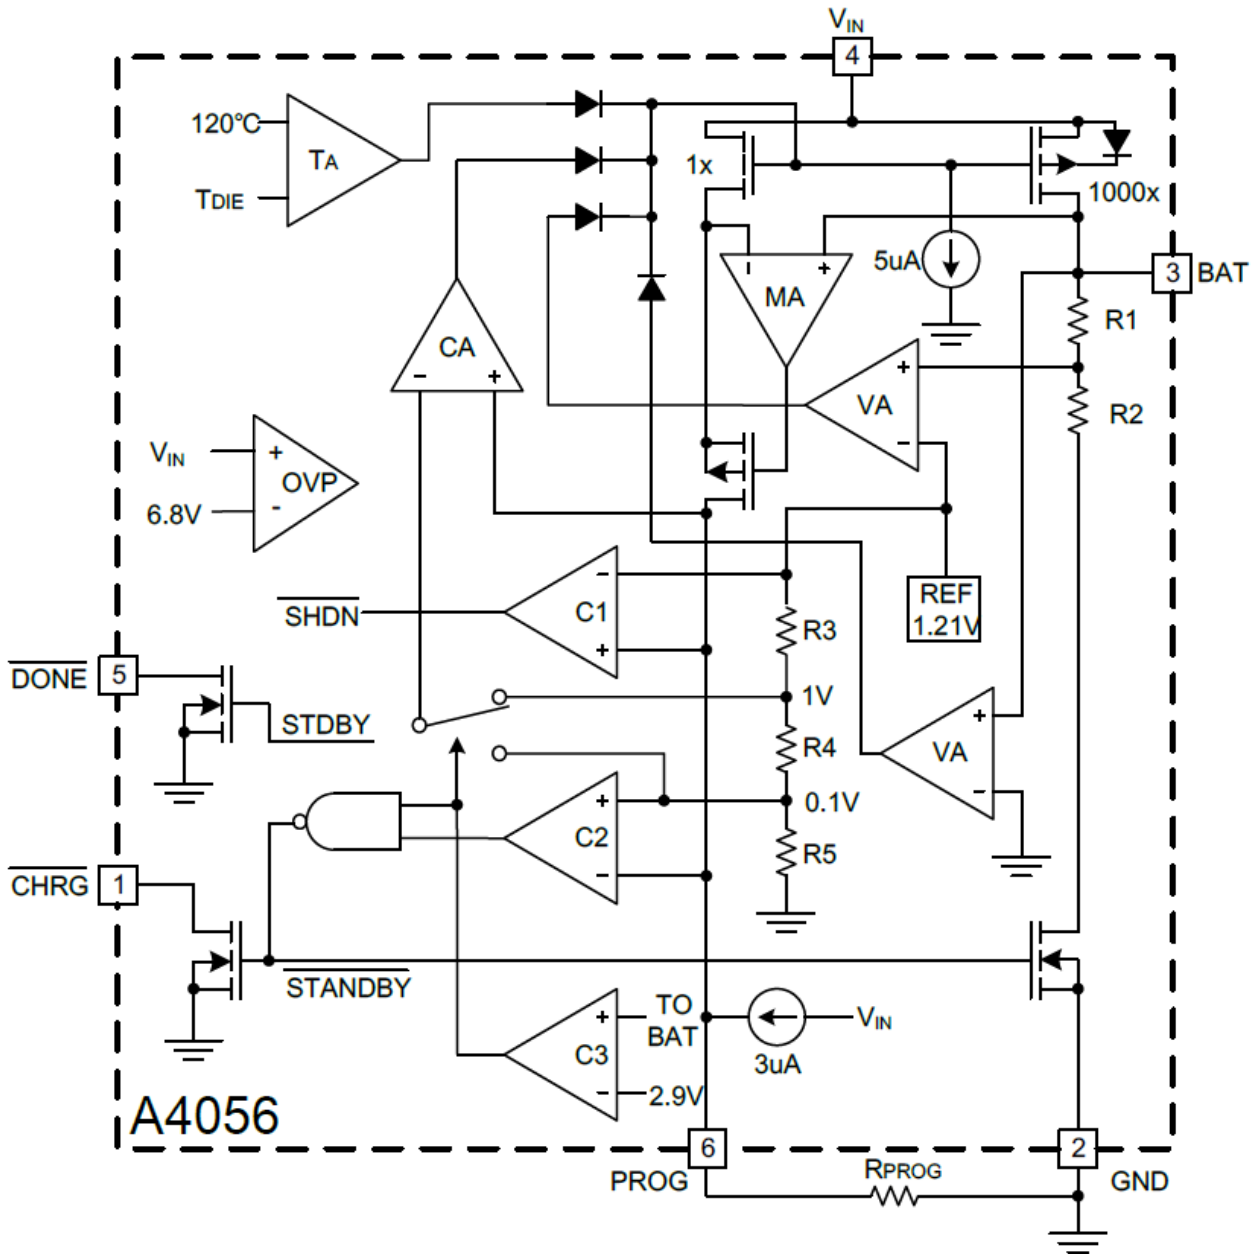 VIN
4
120℃
TA
TDIE
1x
1000x
5uA
3 BAT
- +
MA
R1
CA
- +
+
VA
-
R2
VIN
+
OVP
6.8V
-
REF
1.21V
-
SHDN
C1
+
R3
DONE 5
STDBY
1V
R4
+
VA
-
0.1V
+
C2
-
R5
CHRG 1
STANDBY
+
TO
BAT
VIN
C3
3uA
-
2.9V
A4056
6
2
PROG
RPROG
GND